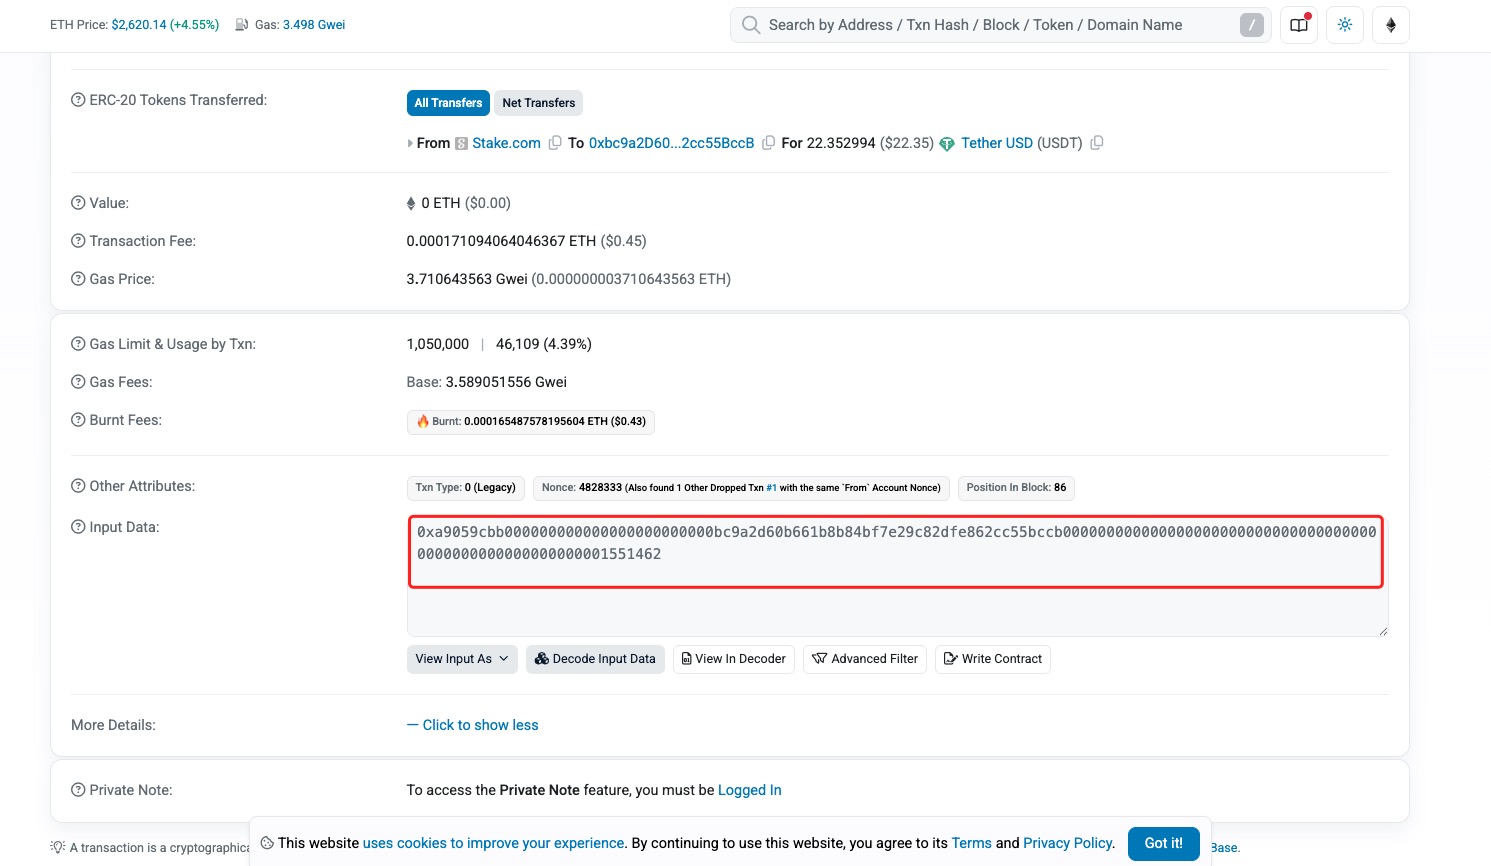 ETH Price: $2,620.14 (+4.55%) Gas: 3.498 Gwei
Search by Address / Txn Hash / Block / Token / Domain Name /
ERC-20 Tokens Transferred:
All Transfers Net Transfers
From Stake.com To 0xbc9a2D60...2cc55BccB For 22.352994 ($22.35) Tether USD (USDT)
Value: 0 ETH ($0.00)
Transaction Fee: 0.000171094064046367 ETH ($0.45)
Gas Price: 3.710643563 Gwei (0.000000003710643563 ETH)
Gas Limit & Usage by Txn: 1,050,000 | 46,109 (4.39%)
Gas Fees: Base: 3.589051556 Gwei
Burnt Fees: Burnt: 0.000165487578195604 ETH ($0.43)
Other Attributes: Txn Type: 0 (Legacy) Nonce: 4828333 (Also found 1 Other Dropped Txn #1 with the same `From` Account Nonce) Position In Block: 86
Input Data:
0xa9059cbb000000000000000000000000bc9a2d60b661b8b84bf7e29c82dfe862cc55bccb000000000000000000000000000000000000
0000000000000000000001551462
View Input As Decode Input Data View In Decoder Advanced Filter Write Contract
More Details: — Click to show less
Private Note: To access the Private Note feature, you must be Logged In
A transaction is a cryptographica
Base.
This website uses cookies to improve your experience. By continuing to use this website, you agree to its Terms and Privacy Policy. Got it!